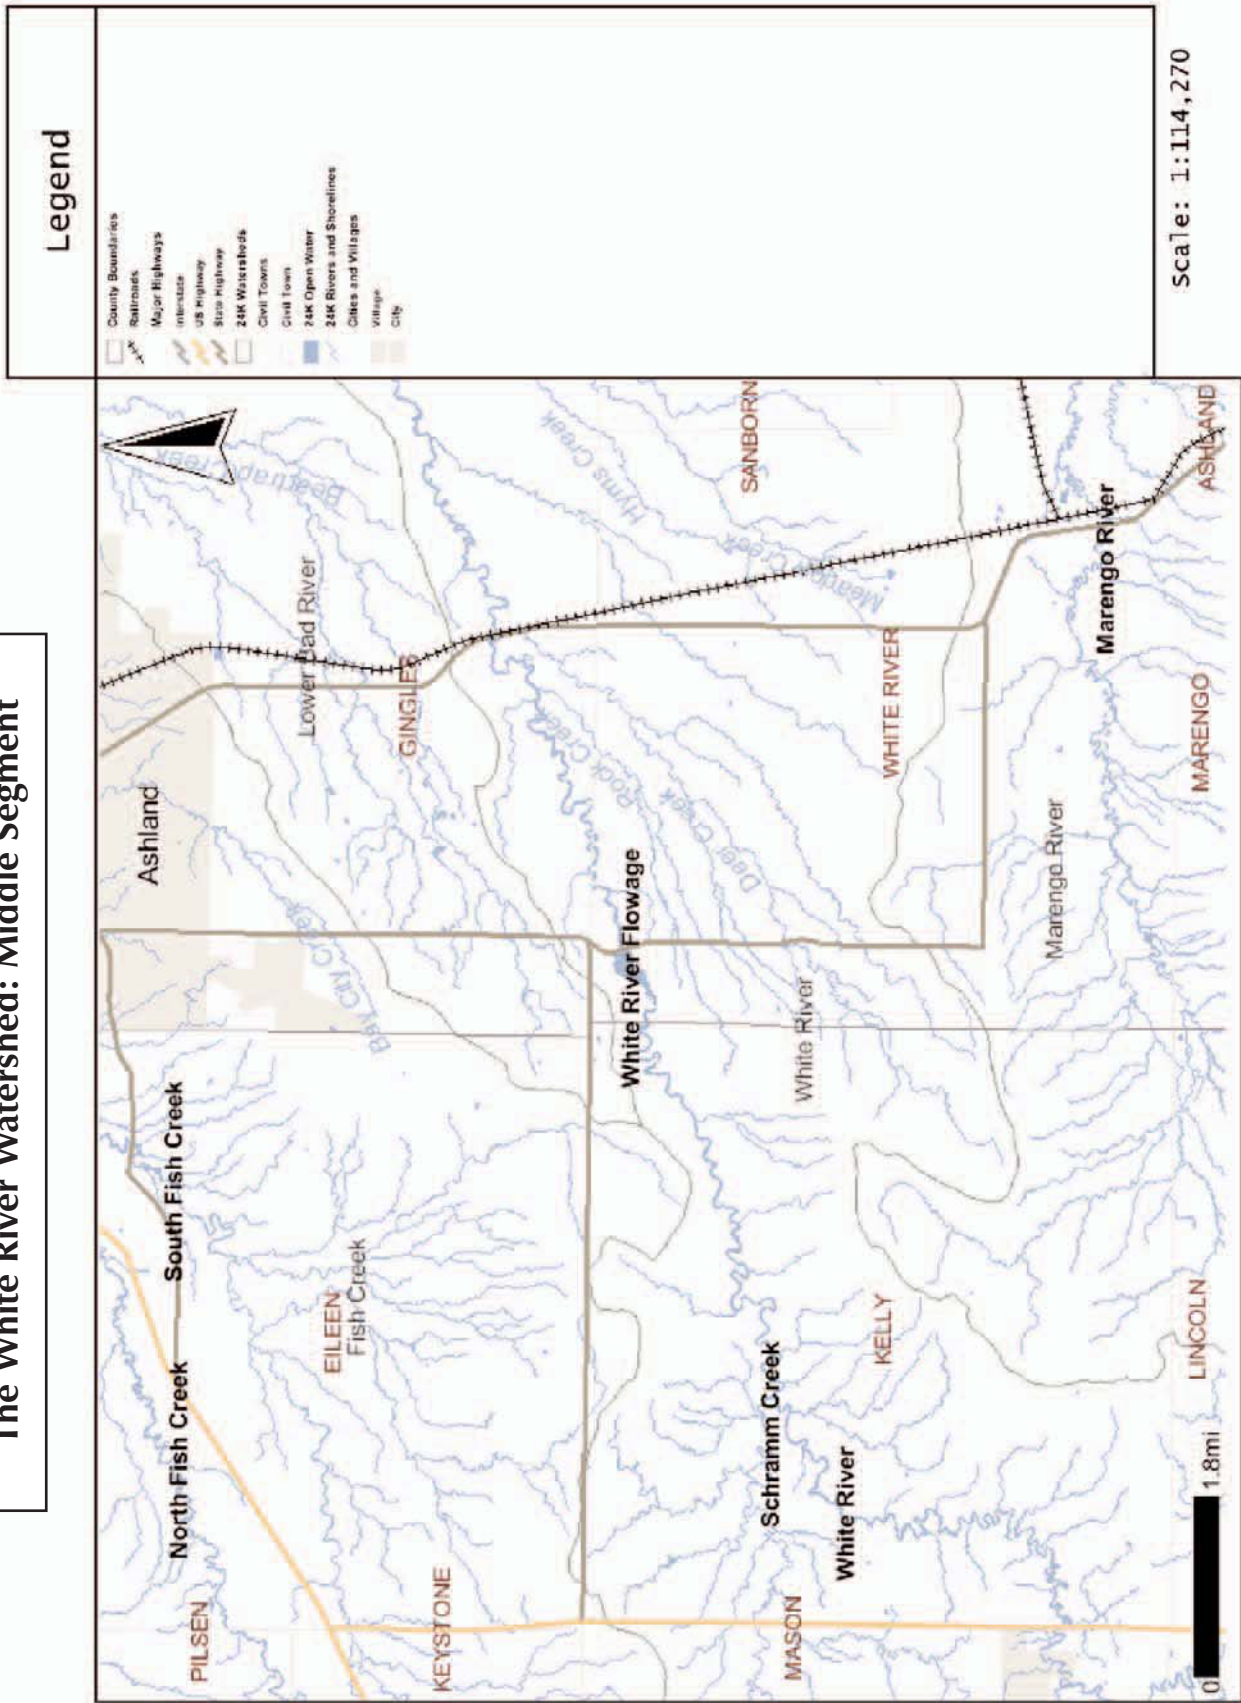 The White River Watershed: Middle Segment
Legend
County Boundaries
Railroads
Major Highways
Interstate
US Highway
State Highway
24K Watersheds
Civil Towns
Civil Town
24K Open Water
24K Rivers and Shorelines
Cities and Villages
Village
City
Scale: 1:114,270
PILSEN
North Fish Creek
South Fish Creek
Ashland
Beartrap Creek
EILEEN
Fish Creek
Bay City Creek
Lower Bad River
GINGLES
KEYSTONE
White River Flowage
Rock Creek
Hyms Creek
Deer Creek
Meadow Creek
SANBORN
Schramm Creek
MASON
White River
White River
KELLY
WHITE RIVER
Marengo River
Marengo River
LINCOLN
MARENGO
ASHLAND
0
1.8mi